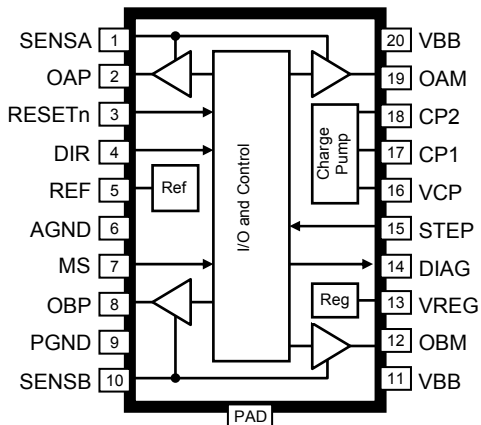 SENSA 1
OAP 2
RESETn 3
DIR 4
REF 5
AGND 6
MS 7
OBP 8
PGND 9
SENSB 10
Ref
I/O and Control
Charge
Pump
Reg
20 VBB
19 OAM
18 CP2
17 CP1
16 VCP
15 STEP
14 DIAG
13 VREG
12 OBM
11 VBB
PAD